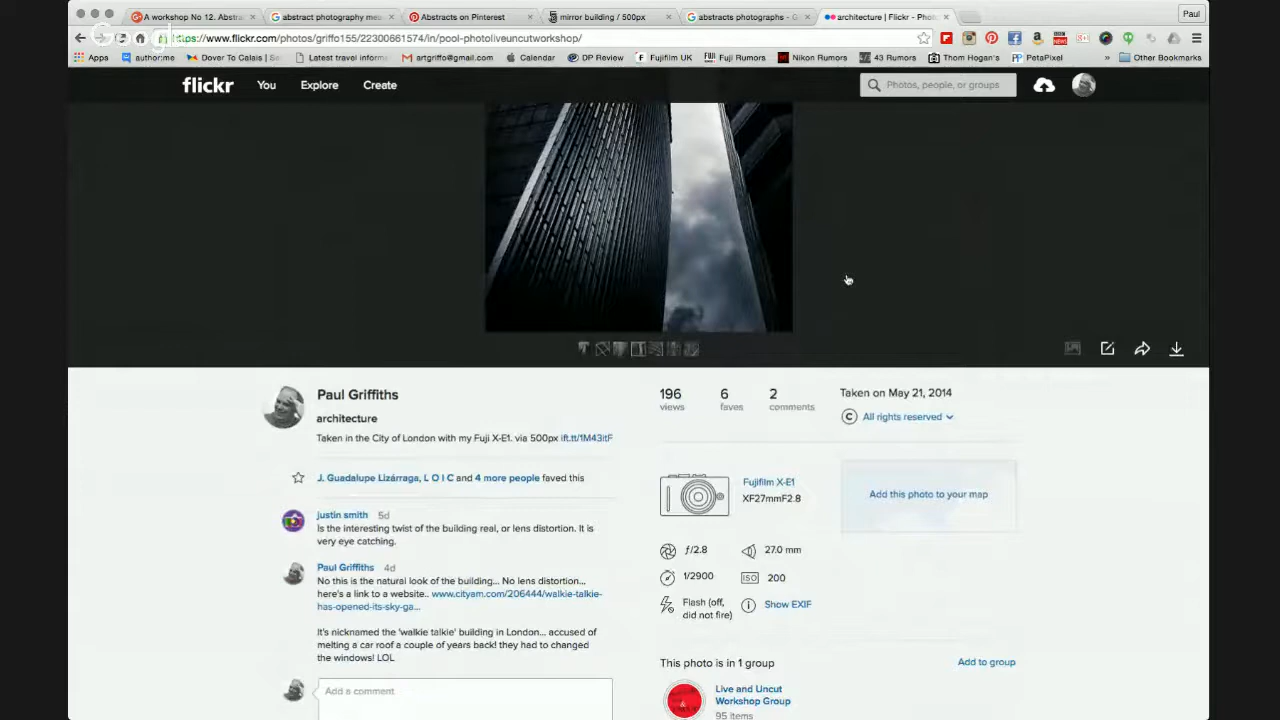 A workshop No 12. Abstra
abstract photography mea
Abstracts on Pinterest
mirror building / 500px
abstracts photographs - G
architecture | Flickr - Phot
Paul
https://www.flickr.com/photos/griffo155/22300661574/in/pool-photoliveuncutworkshop/
Apps
author:me
Dover To Calais | Se
Latest travel inform
artgriffo@gmail.com
Calendar
DP Review
Fujifilm UK
Fuji Rumors
Nikon Rumors
43 Rumors
Thom Hogan's
PetaPixel
»
Other Bookmarks
flickr
You
Explore
Create
Photos, people, or groups
Paul Griffiths
architecture
Taken in the City of London with my Fuji X-E1. via 500px ift.tt/1M43itF
J. Guadalupe Lizárraga, L O I C and 4 more people faved this
justin smith 5d
Is the interesting twist of the building real, or lens distortion. It is
very eye catching.
Paul Griffiths 4d
No this is the natural look of the building... No lens distortion...
here's a link to a website.. www.cityam.com/206444/walkie-talkie-
has-opened-its-sky-ga...
It's nicknamed the 'walkie talkie' building in London... accused of
melting a car roof a couple of years back! they had to changed
the windows! LOL
Add a comment
196
views
6
faves
2
comments
Taken on May 21, 2014
© All rights reserved
Fujifilm X-E1
XF27mmF2.8
Add this photo to your map
ƒ/2.8
27.0 mm
1/2900
ISO 200
Flash (off,
did not fire)
Show EXIF
This photo is in 1 group
Add to group
Live and Uncut
Workshop Group
95 items